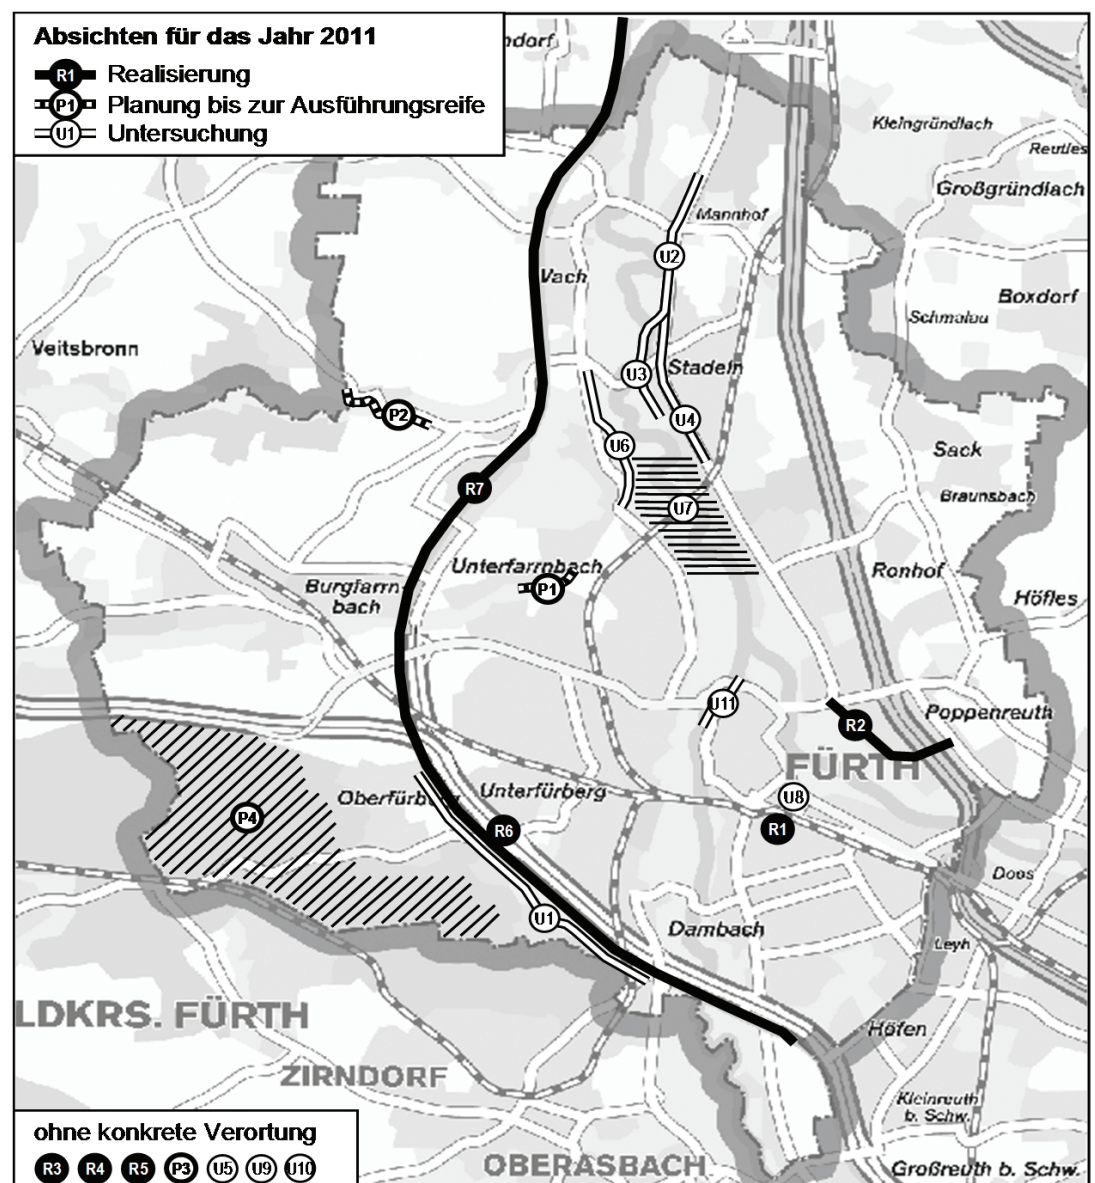 Absichten für das Jahr 2011
R1 Realisierung
P1 Planung bis zur Ausführungsreife
U1 Untersuchung
Kleingründlach
Reutles
Großgründlach
Mannhof
U2
Vach
Boxdorf
Schmalau
Veitsbronn
U3
Stadeln
P2
U4
U6
Sack
R7
Braunsbach
U7
Unterfarrnbach
Ronhof
Burgfarrn-
bach
P1
Höfles
U11
R2
Poppenreuth
FÜRTH
Unterfürberg
U8
P4
R6
R1
Doos
U1
Dambach
Leyh
LDKRS. FÜRTH
Höfen
ZIRNDORF
Kleinreuth
b. Schw.
ohne konkrete Verortung
R3 R4 R5 P3 U5 U9 U10
OBERASBACH
Großreuth b. Schw.